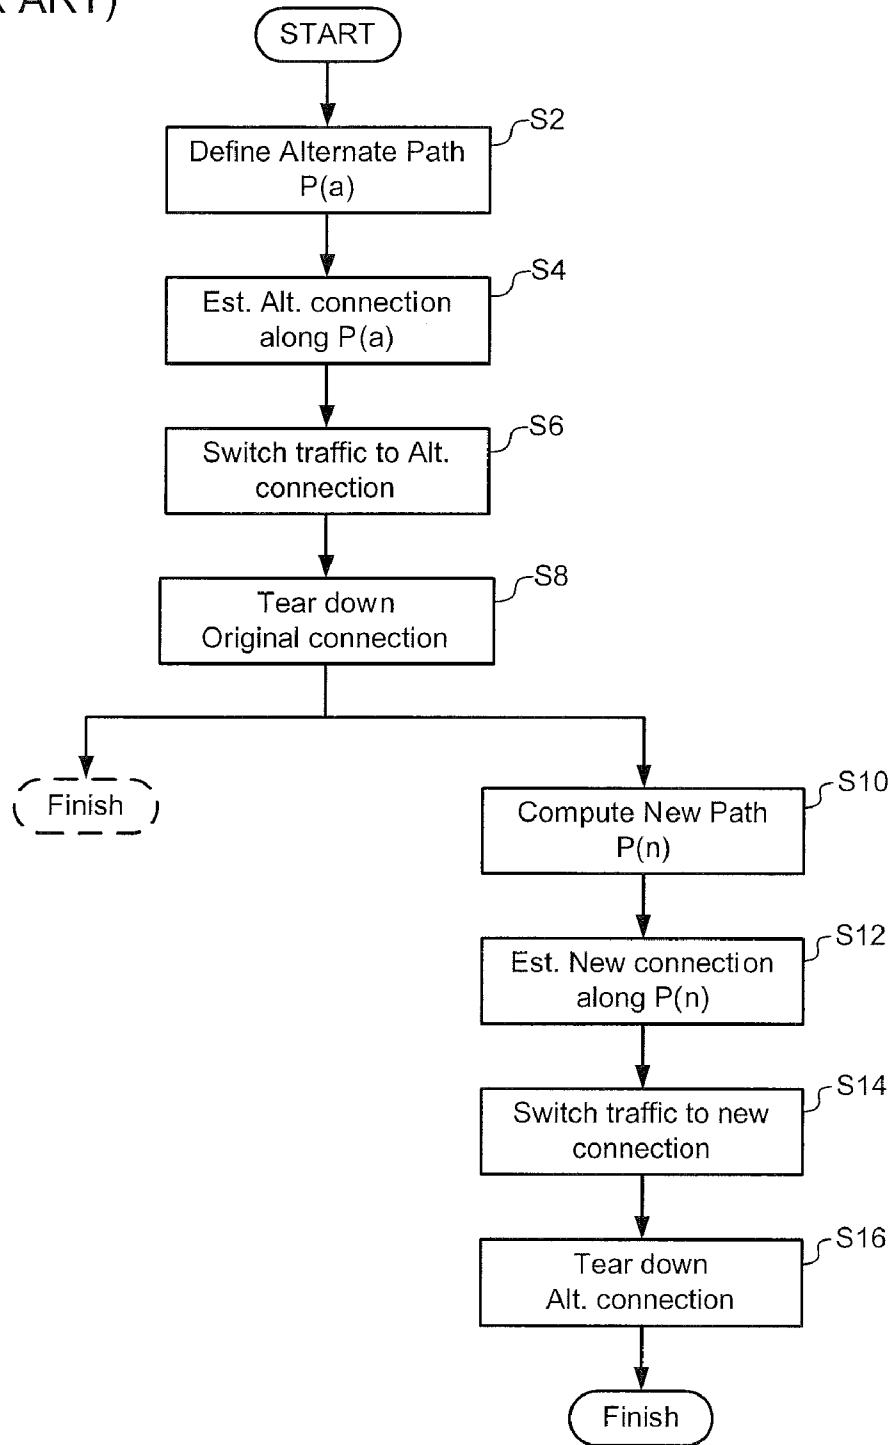 ART)
START
S2
Define Alternate Path
P(a)
S4
Est. Alt. connection
along P(a)
S6
Switch traffic to Alt.
connection
S8
Tear down
Original connection
Finish
S10
Compute New Path
P(n)
S12
Est. New connection
along P(n)
S14
Switch traffic to new
connection
S16
Tear down
Alt. connection
Finish